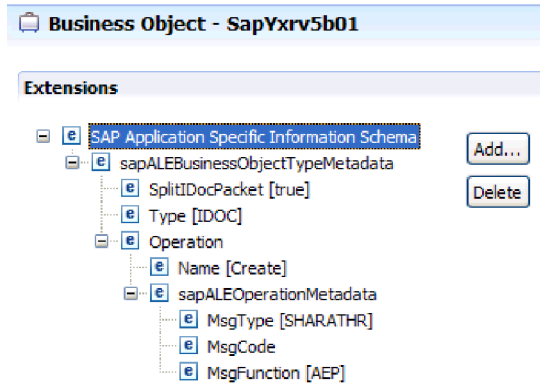 Business Object - SapYxrv5b01
Extensions
SAP Application Specific Information Schema
Add...
sapALEBusinessObjectTypeMetadata
SplitIDocPacket [true]
Delete
Type [IDOC]
Operation
Name [Create]
sapALEOperationMetadata
MsgType [SHARATHR]
MsgCode
MsgFunction [AEP]